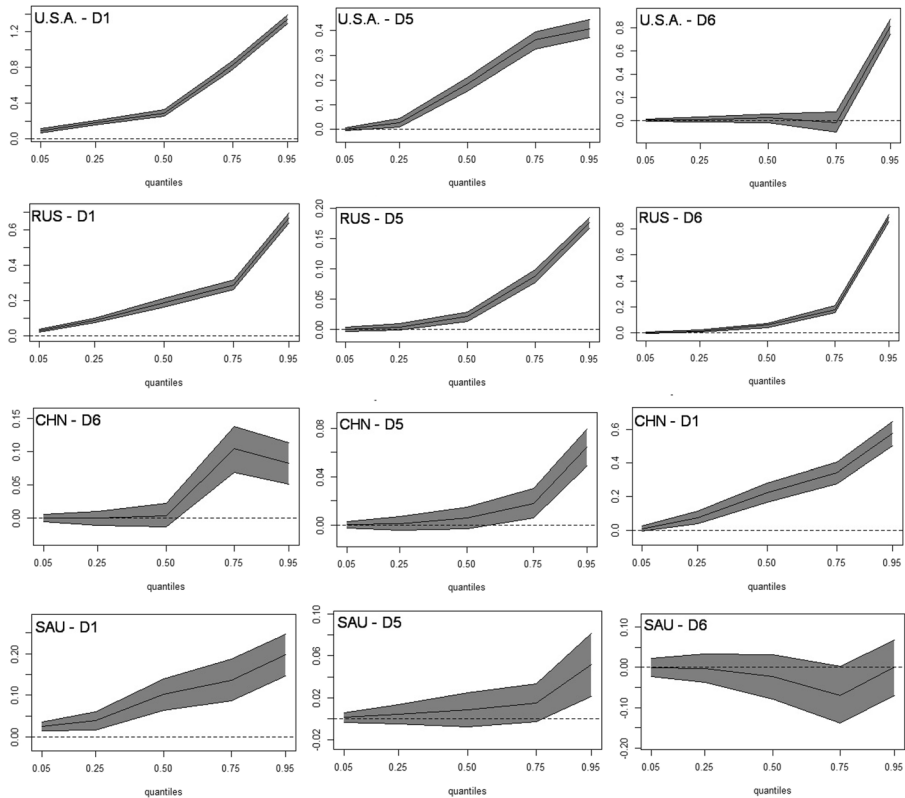 U.S.A. - D1
0.0 0.4 0.8 1.2
0.05 0.25 0.50 0.75 0.95
quantiles
U.S.A. - D5
0.0 0.1 0.2 0.3 0.4
0.05 0.25 0.50 0.75 0.95
quantiles
U.S.A. - D6
0.0 0.2 0.4 0.6 0.8
0.05 0.25 0.50 0.75 0.95
quantiles
RUS - D1
0.0 0.2 0.4 0.6
0.05 0.25 0.50 0.75 0.95
quantiles
RUS - D5
0.00 0.05 0.10 0.15 0.20
0.05 0.25 0.50 0.75 0.95
quantiles
RUS - D6
0.0 0.2 0.4 0.6 0.8
0.05 0.25 0.50 0.75 0.95
quantiles
CHN - D6
0.00 0.05 0.10 0.15
0.05 0.25 0.50 0.75 0.95
quantiles
CHN - D5
0.00 0.04 0.08
0.05 0.25 0.50 0.75 0.95
quantiles
CHN - D1
0.0 0.2 0.4 0.6
0.05 0.25 0.50 0.75 0.95
quantiles
SAU - D1
0.00 0.10 0.20
0.05 0.25 0.50 0.75 0.95
quantiles
SAU - D5
-0.02 0.02 0.06 0.10
0.05 0.25 0.50 0.75 0.95
quantiles
SAU - D6
-0.20 -0.10 0.00 0.10
0.05 0.25 0.50 0.75 0.95
quantiles